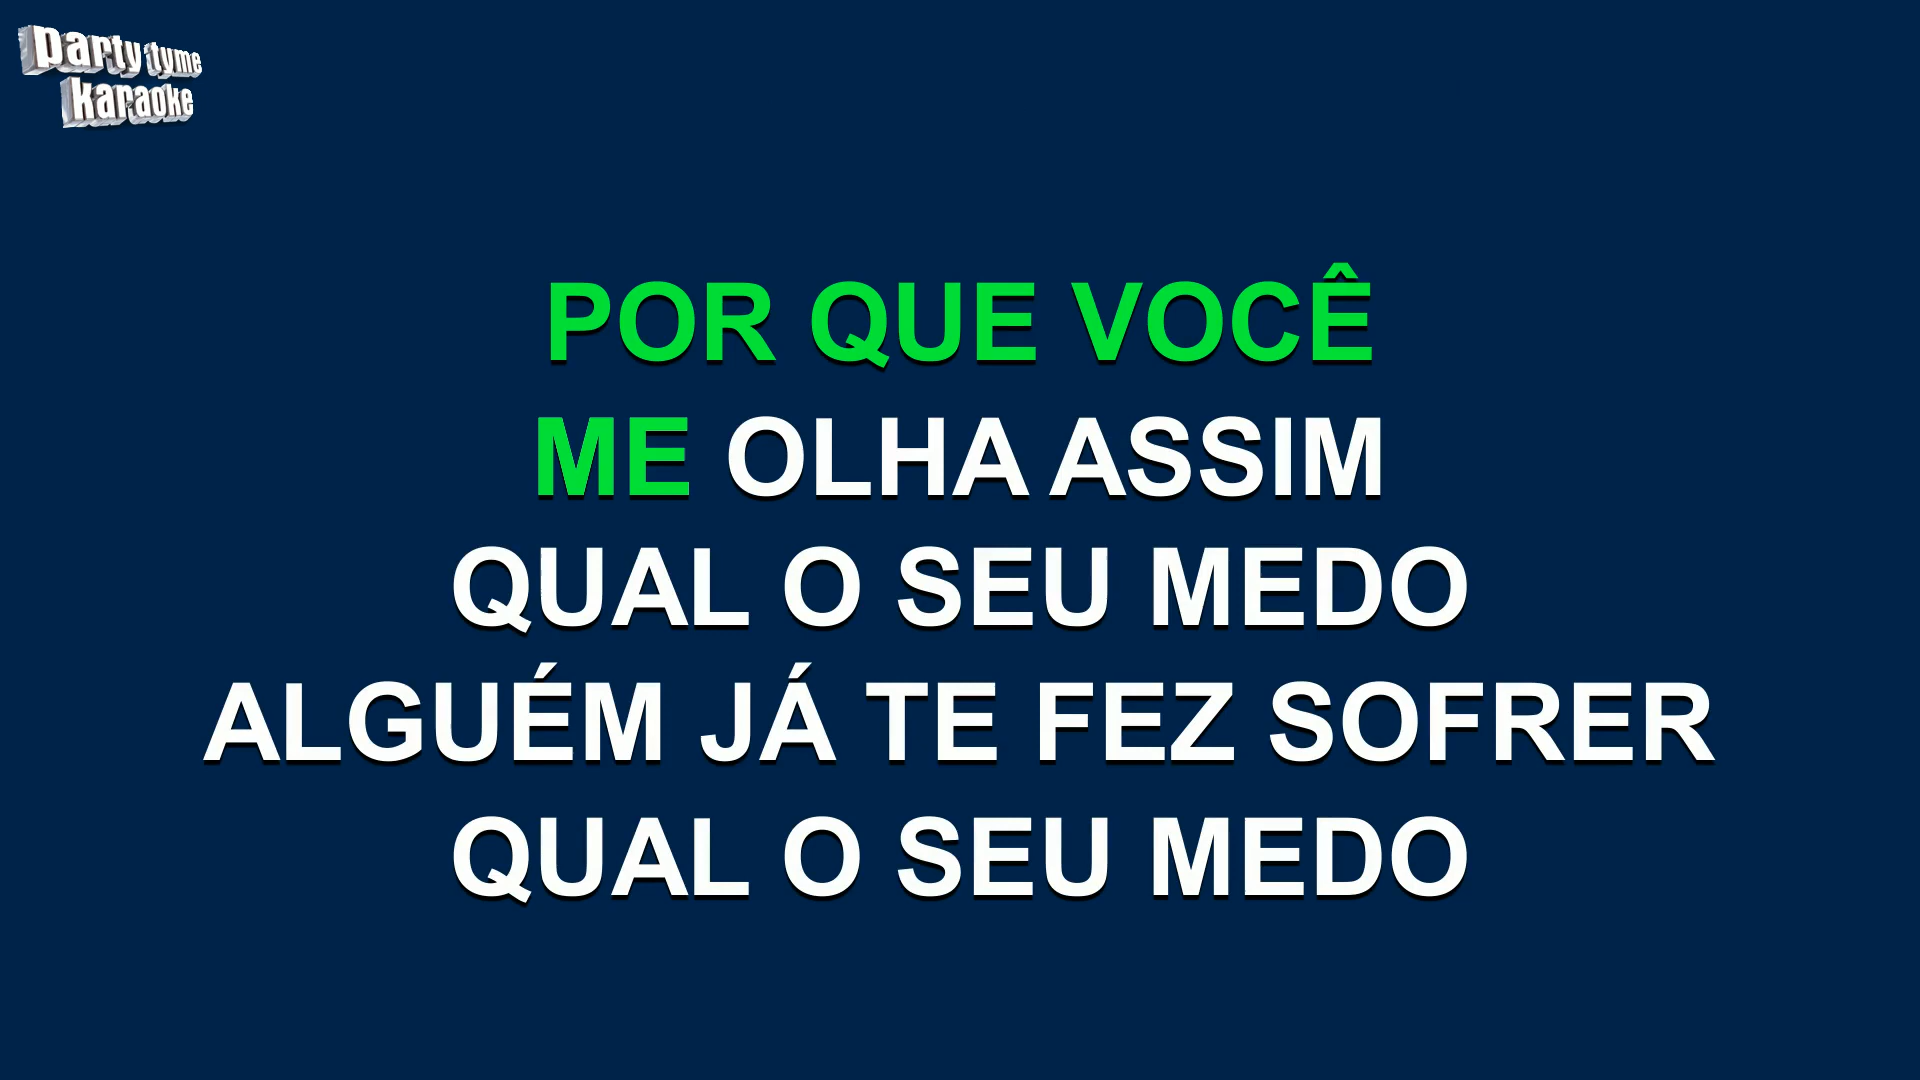 party tyme
karaoke
POR QUE VOCÊ
ME OLHA ASSIM
QUAL O SEU MEDO
ALGUÉM JÁ TE FEZ SOFRER
QUAL O SEU MEDO